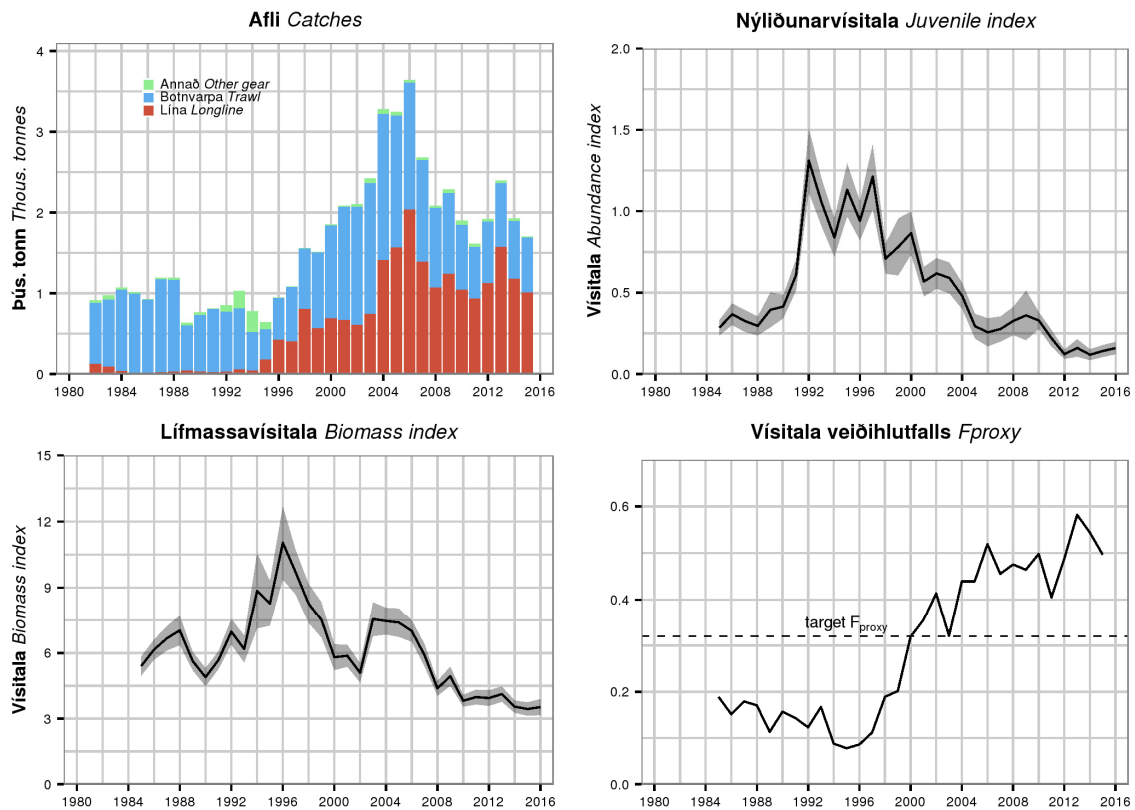 Afli Catches
Þús. tonn Thous. tonnes
4
3
2
1
0
Annað Other gear
Botnvarpa Trawl
Lína Longline
1980 1984 1988 1992 1996 2000 2004 2008 2012 2016
Nýliðunarvísitala Juvenile index
Vísitala Abundance index
2.0
1.5
1.0
0.5
0.0
1980 1984 1988 1992 1996 2000 2004 2008 2012 2016
Lífmassavísitala Biomass index
Vísitala Biomass index
15
12
9
6
3
0
1980 1984 1988 1992 1996 2000 2004 2008 2012 2016
Vísitala veiðihlutfalls Fproxy
0.6
0.4
0.2
0.0
target Fproxy
1980 1984 1988 1992 1996 2000 2004 2008 2012 2016